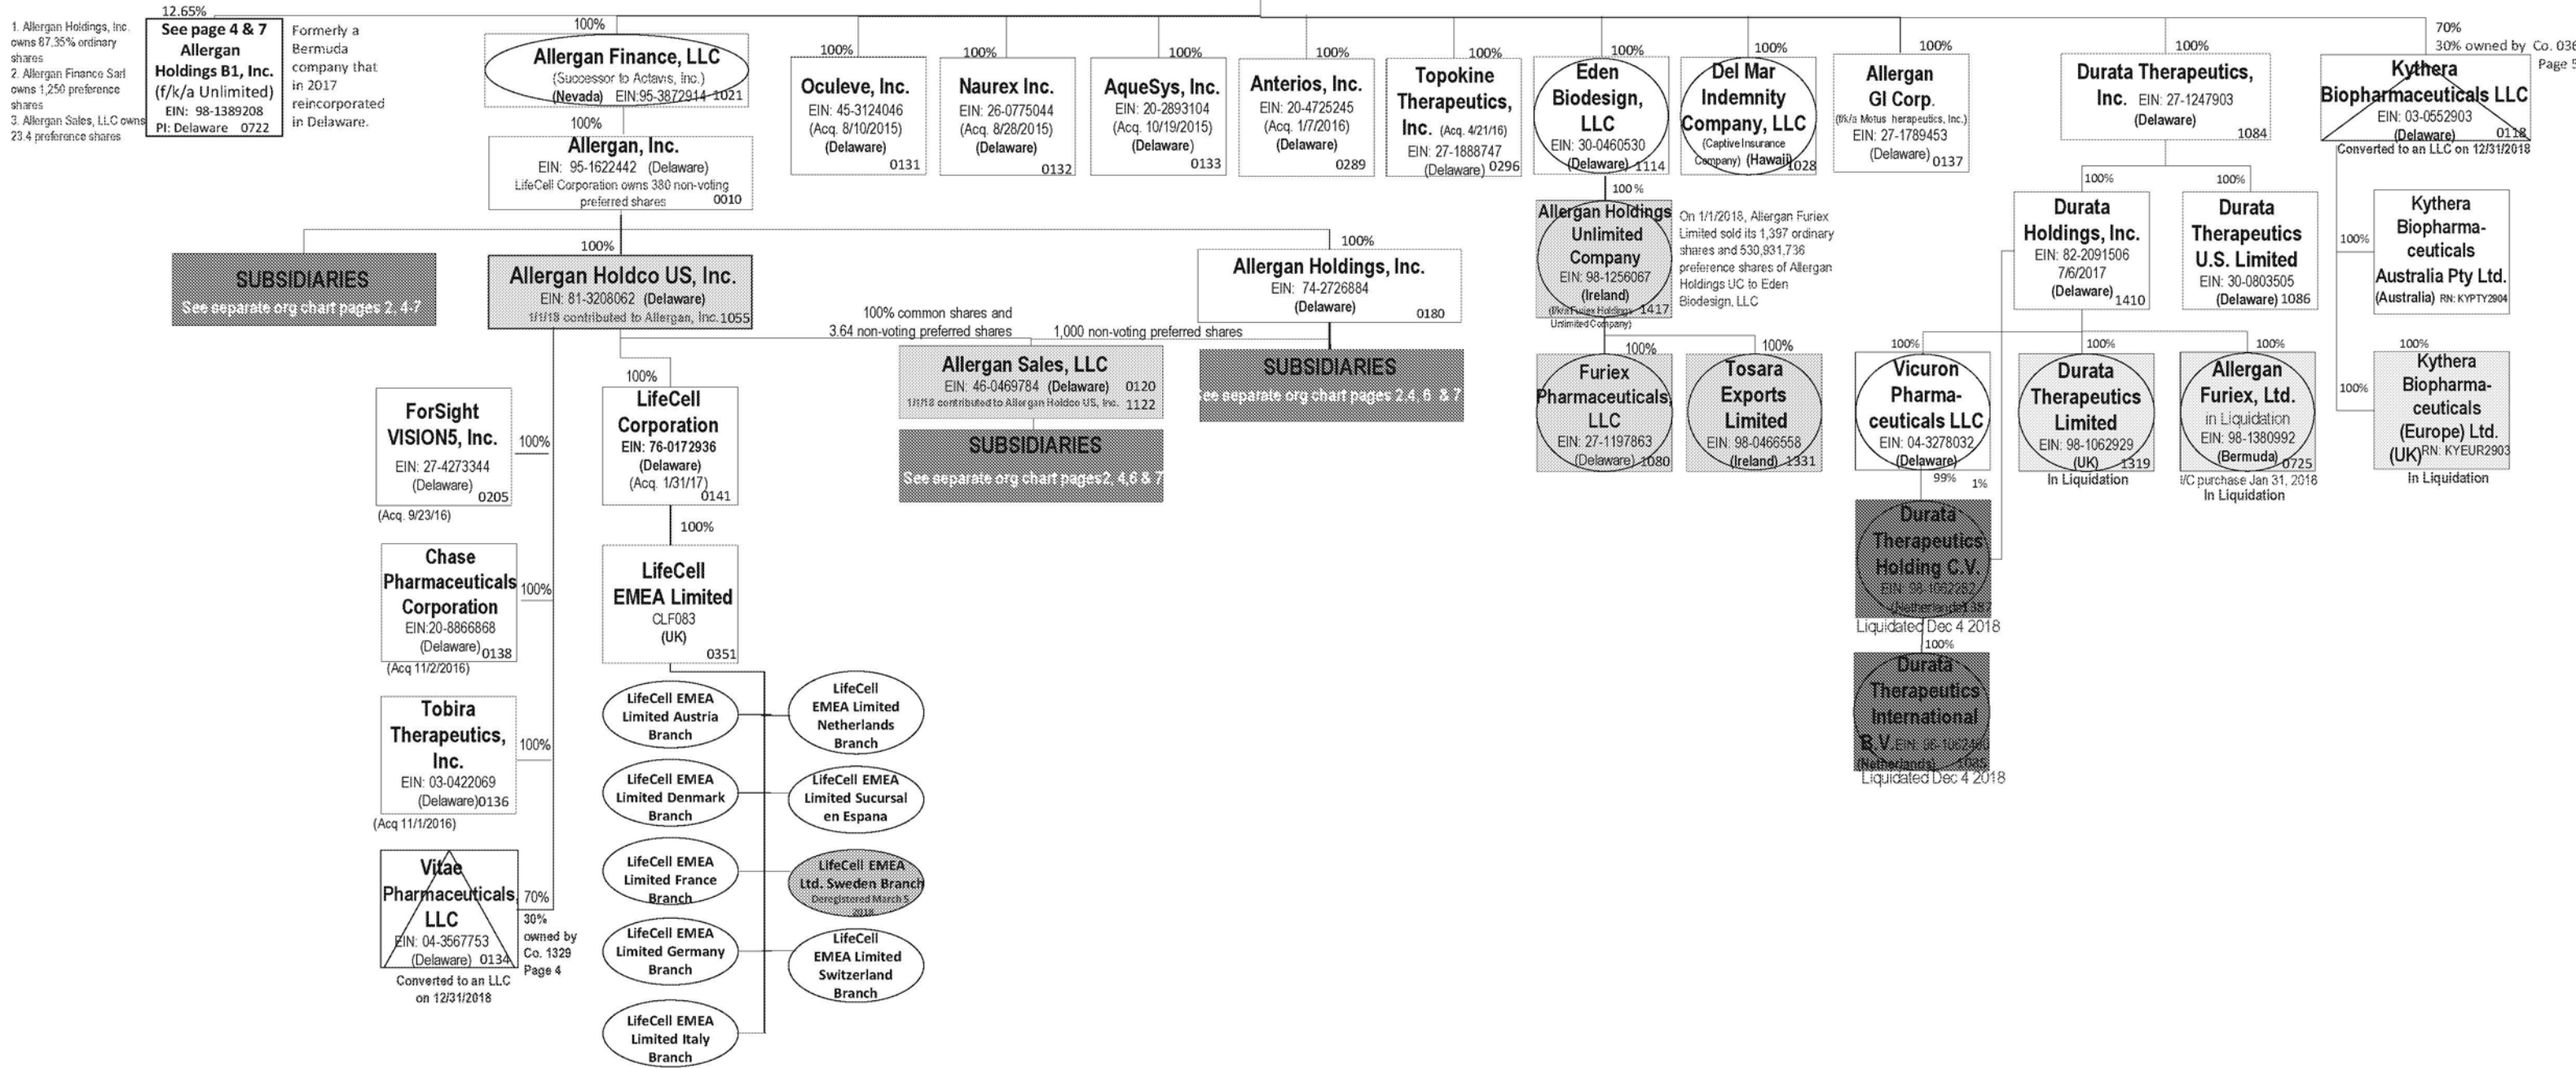 12.65%
1. Allergan Holdings, Inc.
owns 87.35% ordinary
shares
2. Allergan Finance Sarl
owns 1,250 preference
shares
3. Allergan Sales, LLC owns
23.4 preference shares
See page 4 & 7
Allergan
Holdings B1, Inc.
(f/k/a Unlimited)
EIN: 98-1389208
PI: Delaware 0722
Formerly a
Bermuda
company that
in 2017
reincorporated
in Delaware.
100%
Allergan Finance, LLC
(Successor to Actavis, Inc.)
(Nevada) EIN:95-3872914 1021
100%
Allergan, Inc.
EIN: 95-1622442 (Delaware)
LifeCell Corporation owns 380 non-voting
preferred shares 0010
100%
Oculeve, Inc.
EIN: 45-3124046
(Acq. 8/10/2015)
(Delaware)
0131
100%
Naurex Inc.
EIN: 26-0775044
(Acq. 8/28/2015)
(Delaware)
0132
100%
AqueSys, Inc.
EIN: 20-2893104
(Acq. 10/19/2015)
(Delaware)
0133
100%
Anterios, Inc.
EIN: 20-4725245
(Acq. 1/7/2016)
(Delaware)
0289
100%
Topokine
Therapeutics,
Inc. (Acq. 4/21/16)
EIN: 27-1888747
(Delaware) 0296
100%
Eden
Biodesign,
LLC
EIN: 30-0460530
(Delaware) 1114
100%
Del Mar
Indemnity
Company, LLC
(Captive Insurance
Company) (Hawaii)
1028
100%
Allergan
GI Corp.
(f/k/a Motus Therapeutics, Inc.)
EIN: 27-1789453
(Delaware) 0137
100%
Durata Therapeutics,
Inc. EIN: 27-1247903
(Delaware)
1084
70%
30% owned by Co. 036
Page 5
Kythera
Biopharmaceuticals LLC
EIN: 03-0552903
(Delaware) 0118
Converted to an LLC on 12/31/2018
SUBSIDIARIES
See separate org chart pages 2, 4-7
100%
Allergan Holdco US, Inc.
EIN: 81-3208062 (Delaware)
1/1/18 contributed to Allergan, Inc. 1055
100%
Allergan Holdings, Inc.
EIN: 74-2726884
(Delaware)
0180
100% common shares and
3.64 non-voting preferred shares
1,000 non-voting preferred shares
Allergan Sales, LLC
EIN: 46-0469784 (Delaware) 0120
1/1/18 contributed to Allergan Holdco US, Inc. 1122
SUBSIDIARIES
See separate org chart pages2, 4,6 & 7
SUBSIDIARIES
ee separate org chart pages 2,4, 6 & 7
100%
Allergan Holdings
Unlimited
Company
EIN: 98-1256067
(Ireland)
1417
(f/k/a Furiex Holdings
Unlimited Company)
On 1/1/2018, Allergan Furiex
Limited sold its 1,397 ordinary
shares and 530,931,736
preference shares of Allergan
Holdings UC to Eden
Biodesign, LLC
100%
Furiex
Pharmaceuticals,
LLC
EIN: 27-1197863
(Delaware) 1080
100%
Tosara
Exports
Limited
EIN: 98-0466558
(Ireland) 1331
100%
Durata
Holdings, Inc.
EIN: 82-2091506
7/6/2017
(Delaware)
1410
100%
Durata
Therapeutics
U.S. Limited
EIN: 30-0803505
(Delaware) 1086
100%
Kythera
Biopharma-
ceuticals
Australia Pty Ltd.
(Australia) RN: KYPTY2904
100%
Vicuron
Pharma-
ceuticals LLC
EIN: 04-3278032
(Delaware)
99%
1%
100%
Durata
Therapeutics
Limited
EIN: 98-1062929
(UK) 1319
In Liquidation
100%
Allergan
Furiex, Ltd.
in Liquidation
EIN: 98-1380992
(Bermuda) 0725
I/C purchase Jan 31, 2018
In Liquidation
100%
100%
Kythera
Biopharma-
ceuticals
(Europe) Ltd.
(UK) RN: KYEUR2903
In Liquidation
Durata
Therapeutics
Holding C.V.
(Netherlands)
Liquidated Dec 4 2018
100%
Durata
Therapeutics
International
B.V. EIN:
(Netherlands)
Liquidated Dec 4 2018
ForSight
VISION5, Inc.
EIN: 27-4273344
(Delaware)
0205
(Acq. 9/23/16)
100%
100%
LifeCell
Corporation
EIN: 76-0172936
(Delaware)
(Acq. 1/31/17)
0141
100%
Chase
Pharmaceuticals
Corporation
EIN:20-8866868
(Delaware) 0138
(Acq 11/2/2016)
100%
LifeCell
EMEA Limited
CLF083
(UK)
0351
Tobira
Therapeutics,
Inc.
EIN: 03-0422069
(Delaware)0136
(Acq 11/1/2016)
100%
Vitae
Pharmaceuticals,
LLC
EIN: 04-3567753
(Delaware) 0134
Converted to an LLC
on 12/31/2018
70%
30%
owned by
Co. 1329
Page 4
LifeCell EMEA
Limited Austria
Branch
LifeCell
EMEA Limited
Netherlands
Branch
LifeCell EMEA
Limited Denmark
Branch
LifeCell EMEA
Limited Sucursal
en Espana
LifeCell EMEA
Limited France
Branch
LifeCell EMEA
Ltd. Sweden Branch
Deregistered March 5
2018
LifeCell EMEA
Limited Germany
Branch
LifeCell
EMEA Limited
Switzerland
Branch
LifeCell EMEA
Limited Italy
Branch